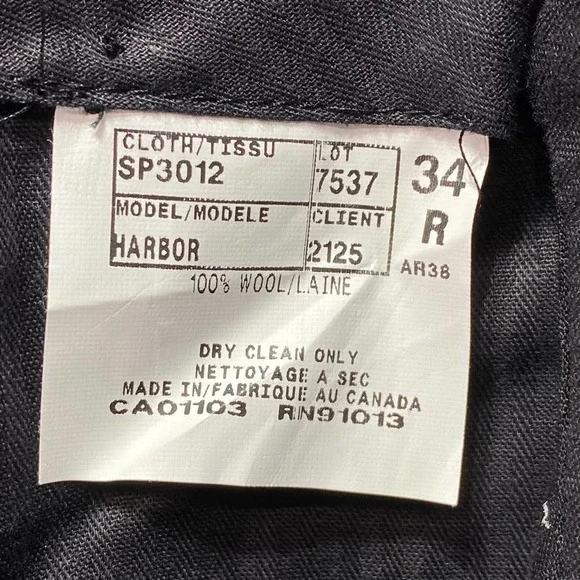 CLOTH/TISSU LOT
SP3012 7537 34
MODEL/MODELE CLIENT R
HARBOR 2125 AR38
100% WOOL/LAINE
DRY CLEAN ONLY
NETTOYAGE A SEC
MADE IN/FABRIQUE AU CANADA
CA01103 RN91013